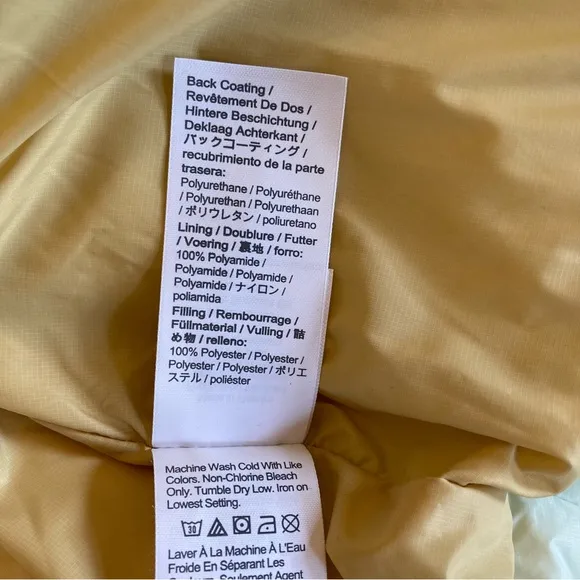 Back Coating /
Revêtement De Dos /
Hintere Beschichtung /
Deklaag Achterkant /
バックコーティング /
recubrimiento de la parte
trasera:
Polyurethane / Polyuréthane
/ Polyurethan / Polyurethaan
/ ポリウレタン / poliuretano
Lining / Doublure / Futter
/ Voering / 裏地 / forro:
100% Polyamide /
Polyamide / Polyamide /
Polyamide / ナイロン /
poliamida
Filling / Rembourrage /
Füllmaterial / Vulling / 詰
め物 / relleno:
100% Polyester / Polyester /
Polyester / Polyester / ポリエ
ステル / poliéster
Machine Wash Cold With Like
Colors. Non-Chlorine Bleach
Only. Tumble Dry Low. Iron on
Lowest Setting.
30
Laver À La Machine À L'Eau
Froide En Séparant Les
Seulement Agent